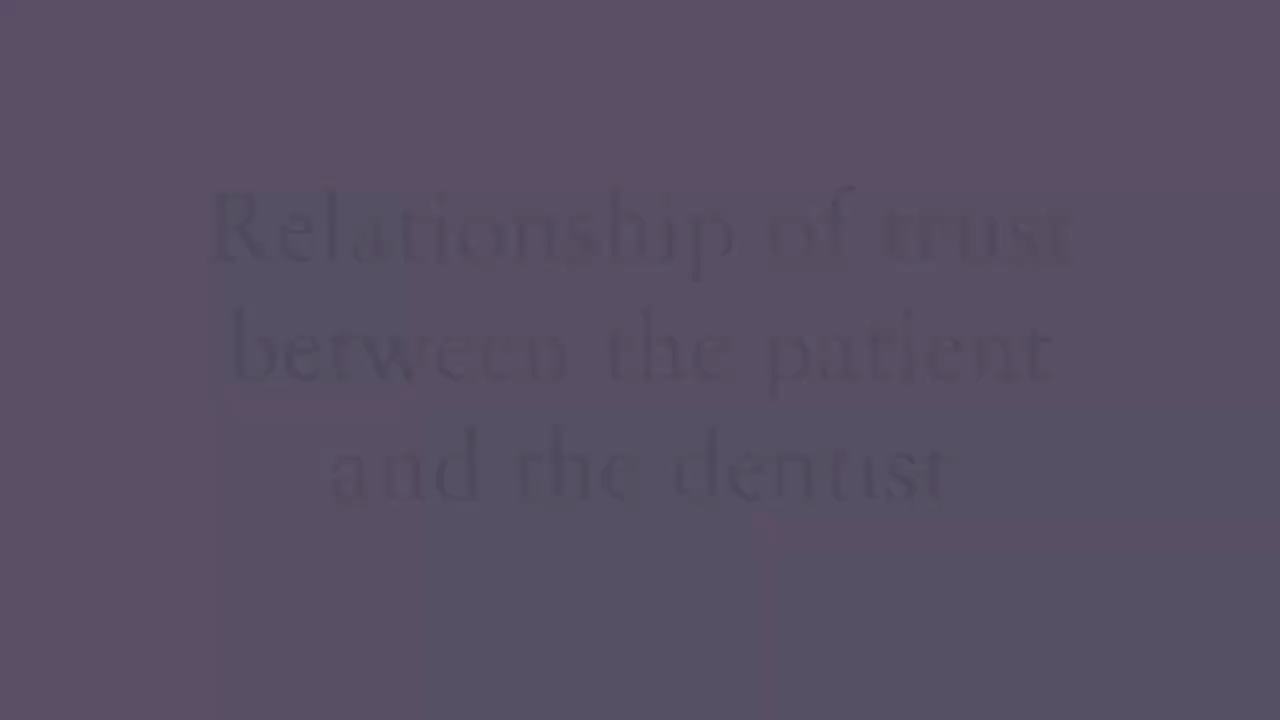 Relationship of trust
between the patient
and the dentist